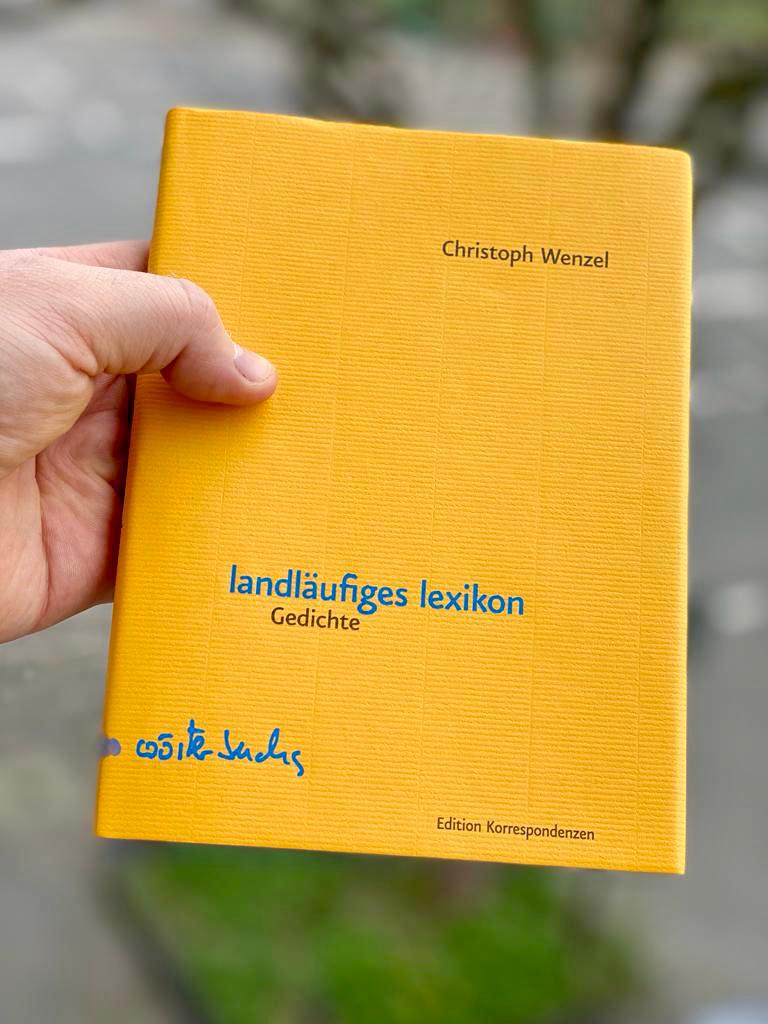 Christoph Wenzel
landläufiges lexikon
Gedichte
Edition Korrespondenzen